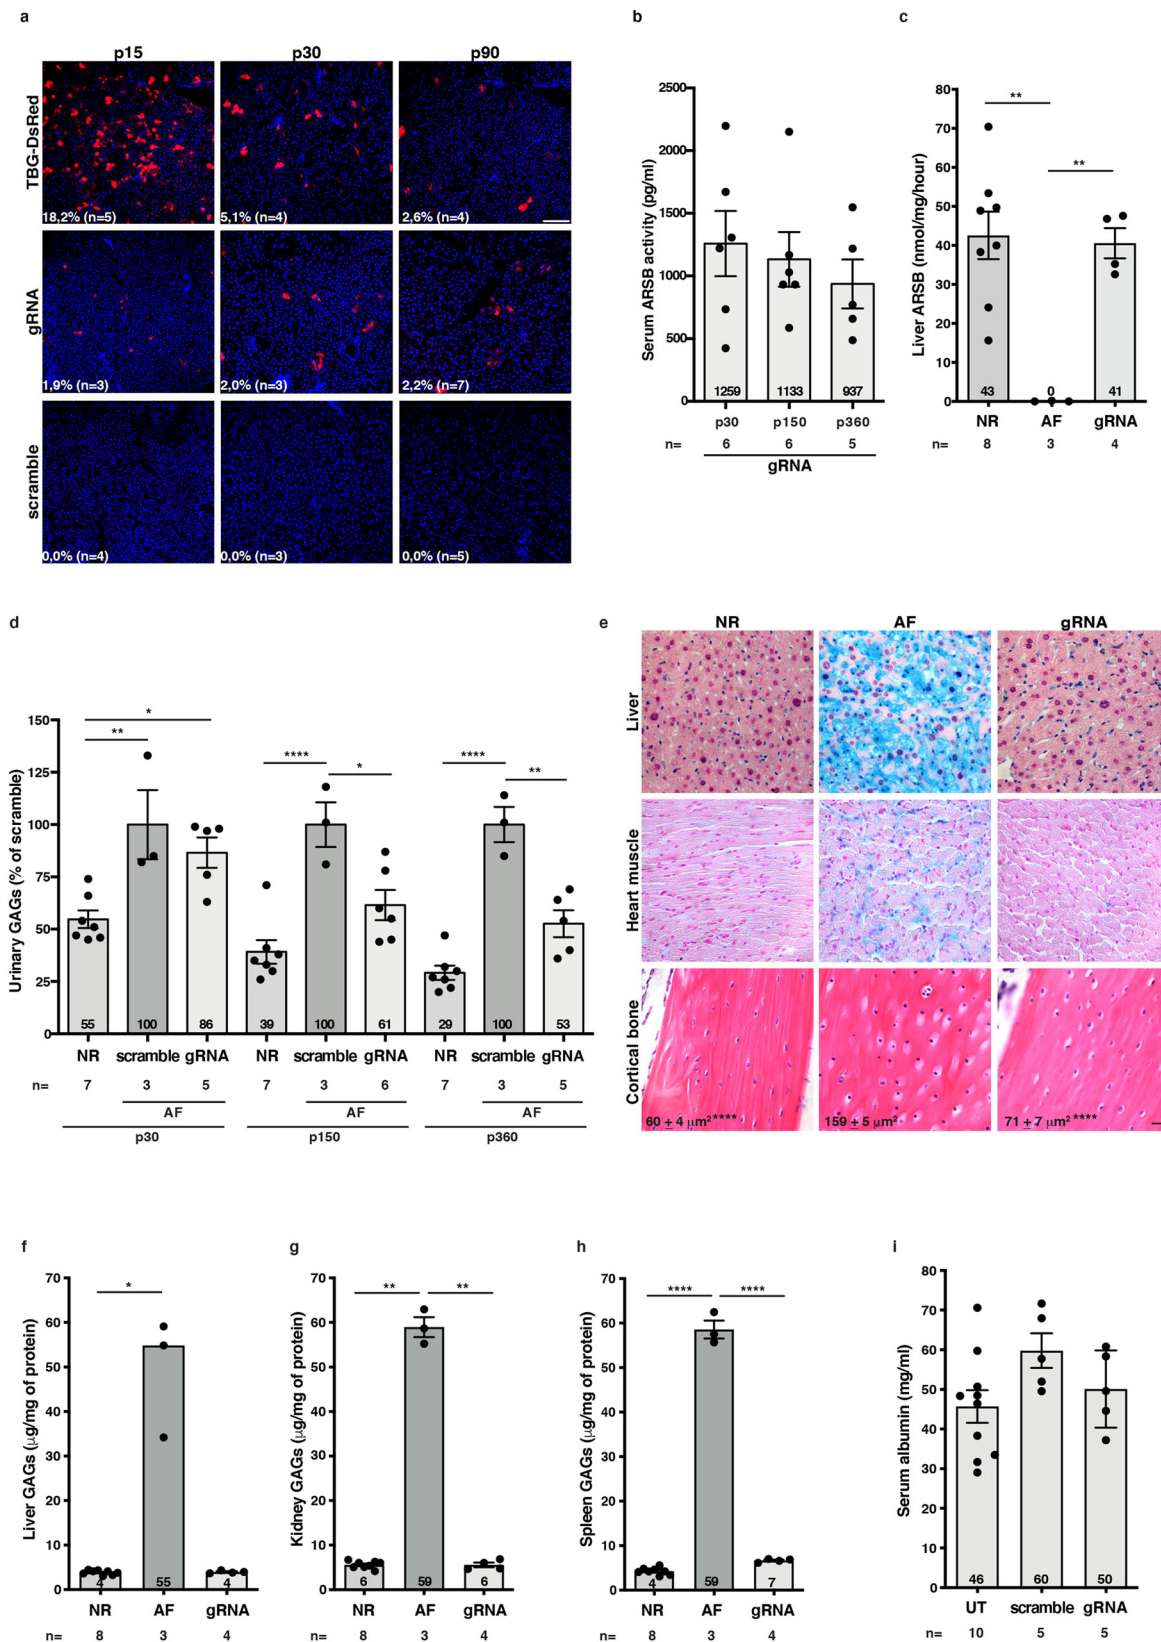 a
p15 p30 p90
TBG-DsRed
18,2% (n=5) 5,1% (n=4) 2,6% (n=4)
gRNA
1,9% (n=3) 2,0% (n=3) 2,2% (n=7)
scramble
0,0% (n=4) 0,0% (n=3) 0,0% (n=5)
b
Serum ARSB activity (pg/ml)
2500
2000
1500
1000
500
0
1259 1133 937
p30 p150 p360
n= 6 6 5
gRNA
c
Liver ARSB (nmol/mg/hour)
80
70
60
50
40
30
20
10
0
** 
**
43 0 41
NR AF gRNA
n= 8 3 4
d
Urinary GAGs (% of scramble)
150
125
100
75
50
25
0
*
** **** * **** **
55 100 86 39 100 61 29 100 53
NR scramble gRNA NR scramble gRNA NR scramble gRNA
n= 7 3 5 7 3 6 7 3 5
AF AF AF
p30 p150 p360
e
NR AF gRNA
Liver
Heart muscle
Cortical bone
60 ± 4 μm²**** 159 ± 5 μm² 71 ± 7 μm²****
f
Liver GAGs (μg/mg of protein)
70
60
50
40
30
20
10
0
*
4 55 4
NR AF gRNA
n= 8 3 4
g
Kidney GAGs (μg/mg of protein)
70
60
50
40
30
20
10
0
** **
6 59 6
NR AF gRNA
n= 8 3 4
h
Spleen GAGs (μg/mg of protein)
70
60
50
40
30
20
10
0
**** ****
4 59 7
NR AF gRNA
n= 8 3 4
i
Serum albumin (mg/ml)
80
70
60
50
40
30
20
10
0
46 60 50
UT scramble gRNA
n= 10 5 5